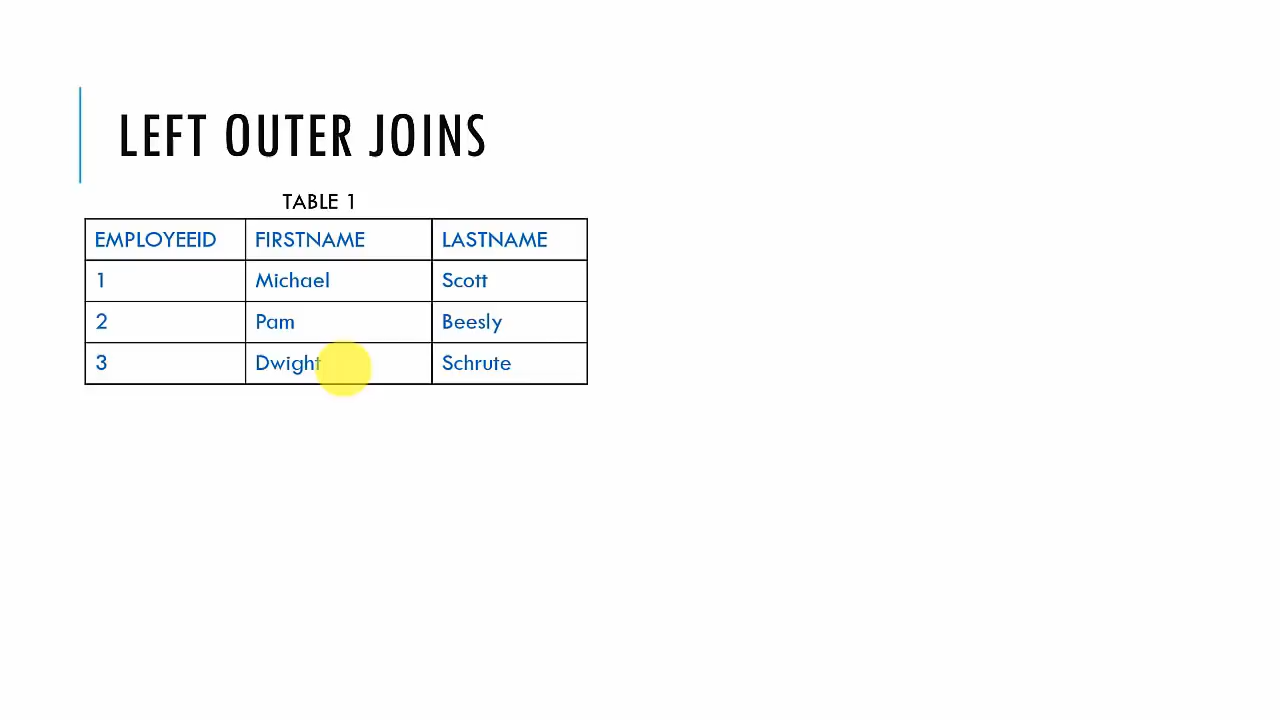 LEFT OUTER JOINS
TABLE 1
EMPLOYEEID FIRSTNAME LASTNAME
1 Michael Scott
2 Pam Beesly
3 Dwight Schrute